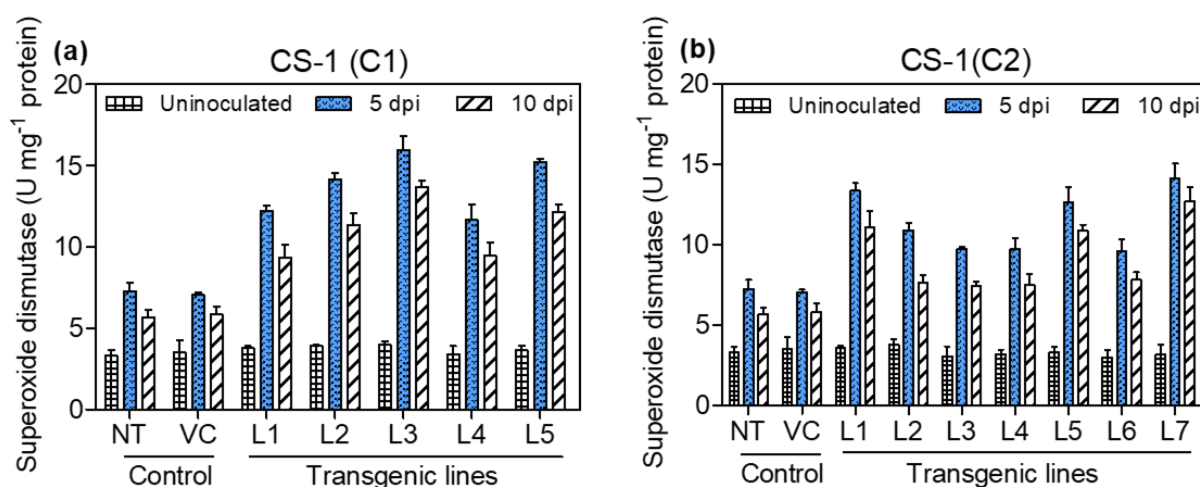 (a)
CS-1 (C1)
Superoxide dismutase (U mg-1 protein)
20
15
10
5
0
Uninoculated 5 dpi 10 dpi
NT VC L1 L2 L3 L4 L5
Control Transgenic lines
(b)
CS-1(C2)
Superoxide dismutase (U mg-1 protein)
20
15
10
5
0
Uninoculated 5 dpi 10 dpi
NT VC L1 L2 L3 L4 L5 L6 L7
Control Transgenic lines